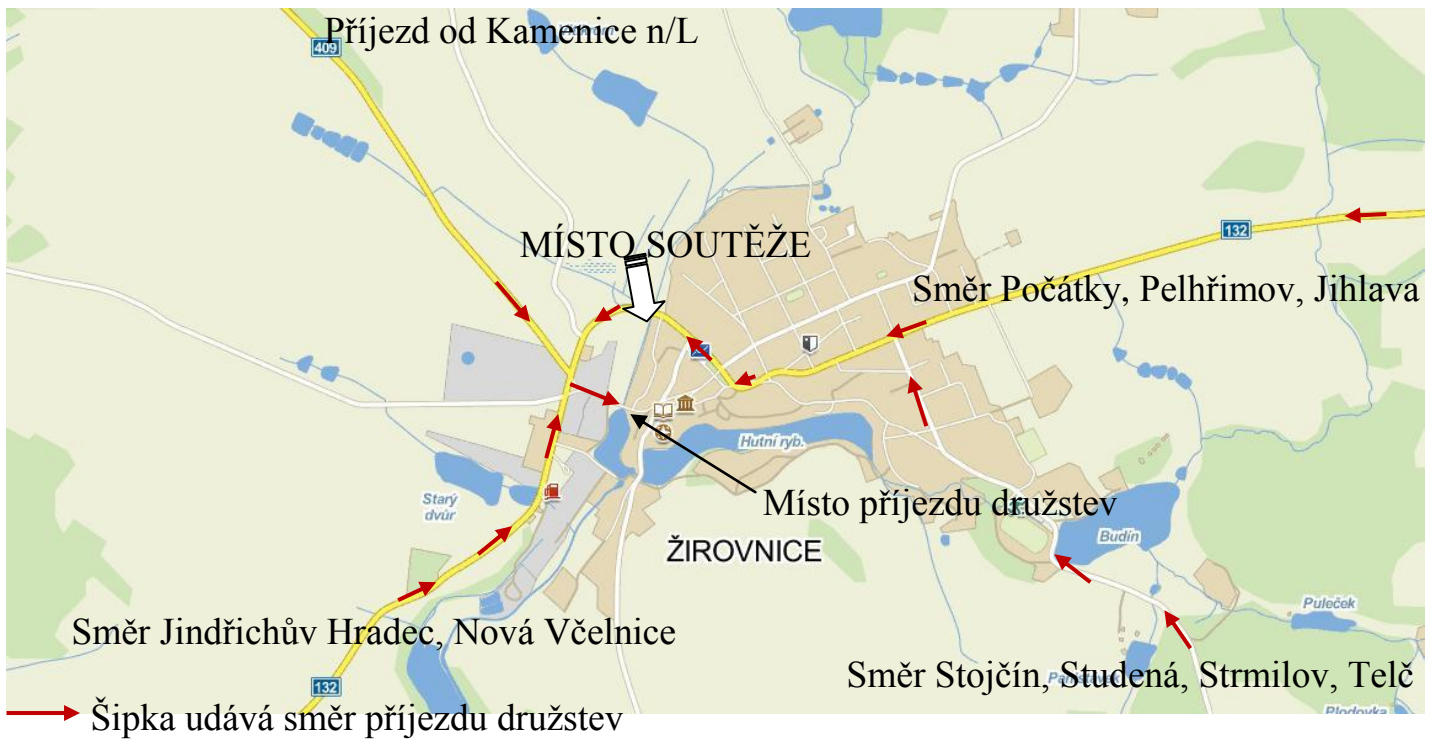 Příjezd od Kamenice n/L
409
MÍSTO SOUTĚŽE
132
Směr Počátky, Pelhřimov, Jihlava
Hutní ryb.
Starý
dvůr
Místo příjezdu družstev
ŽIROVNICE
Budín
Puleček
Směr Jindřichův Hradec, Nová Včelnice
Směr Stojčín, Studená, Strmilov, Telč
132
Plodovka
Šipka udává směr příjezdu družstev